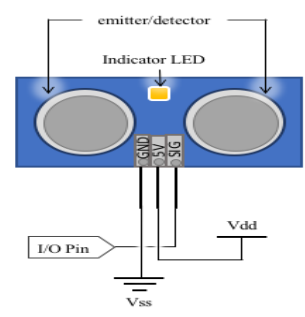 emitter/detector
Indicator LED
GND
5V
SIG
Vdd
I/O Pin
Vss